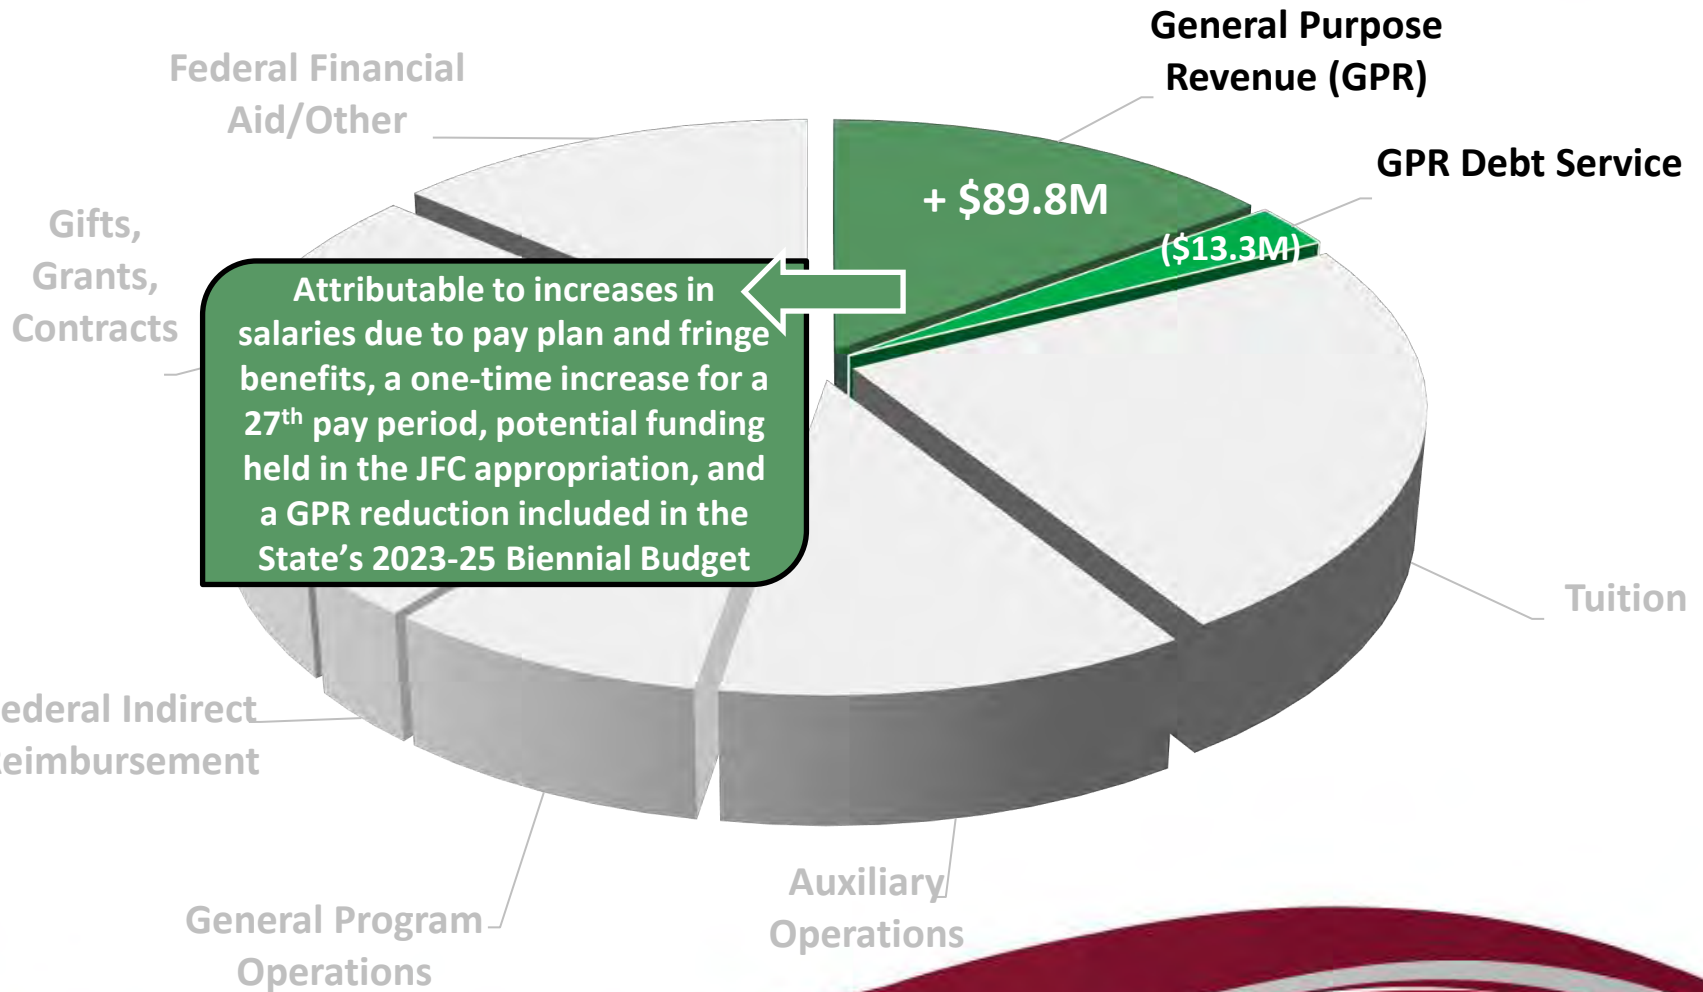 General Purpose
Revenue (GPR)
Federal Financial
Aid/Other
GPR Debt Service
+ $89.8M
($13.3M)
Gifts,
Grants,
Contracts
Attributable to increases in
salaries due to pay plan and fringe
benefits, a one-time increase for a
27th pay period, potential funding
held in the JFC appropriation, and
a GPR reduction included in the
State’s 2023-25 Biennial Budget
Tuition
ederal Indirect
eimbursement
Auxiliary
Operations
General Program
Operations